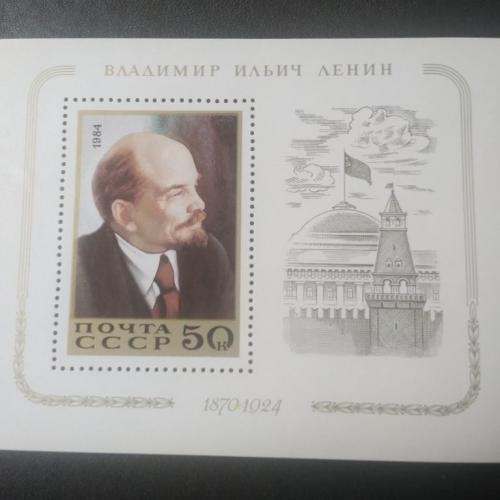 ВЛАДИМИР ИЛЬИЧ ЛЕНИН
1984
ПОЧТА
СССР 50к
1870-1924